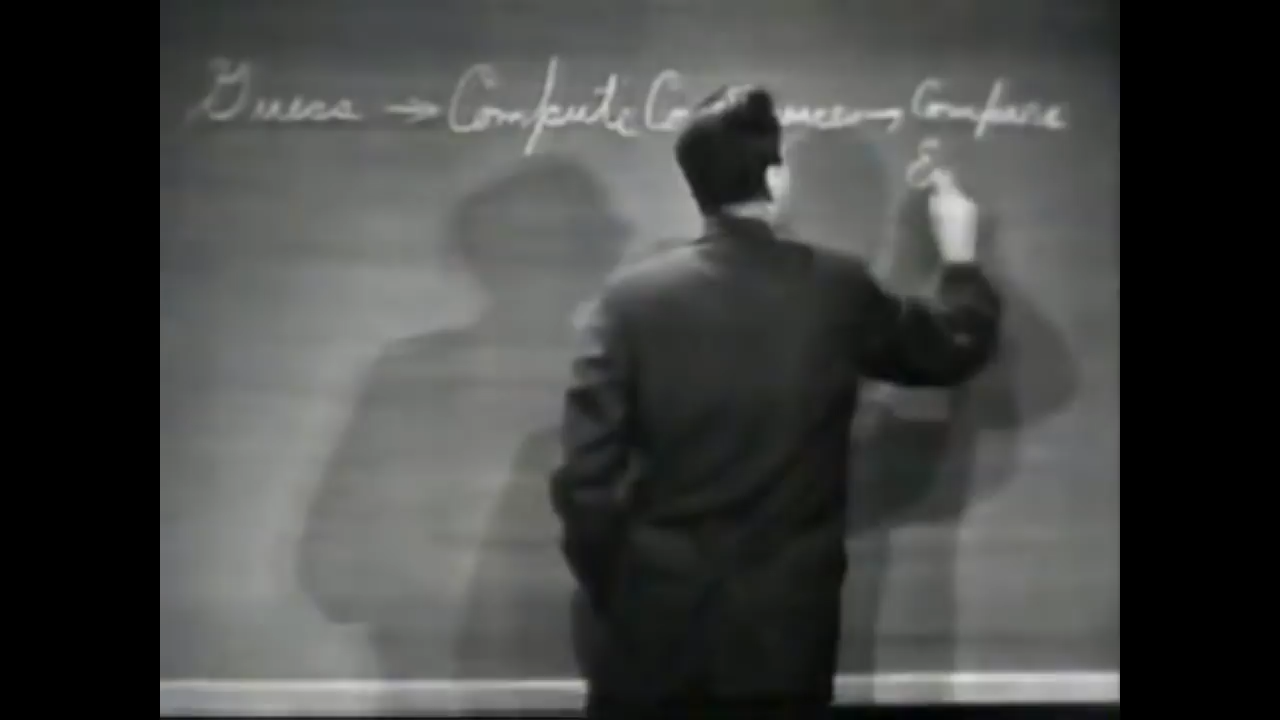 Guess → Compute → Compare
E